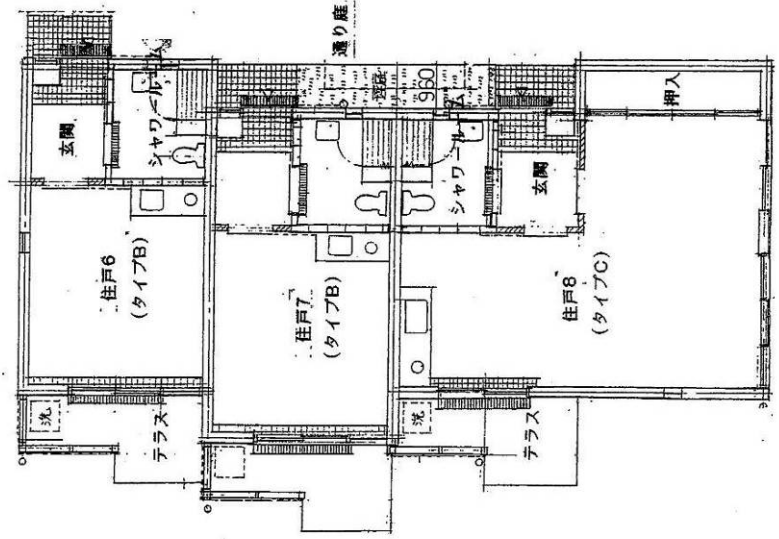 通り庭
960
玄関
シャワールーム
住戸6
(タイプB)
洗
テラス
住戸7
(タイプB)
シャワールーム
玄関
押入
住戸8
(タイプC)
洗
テラス